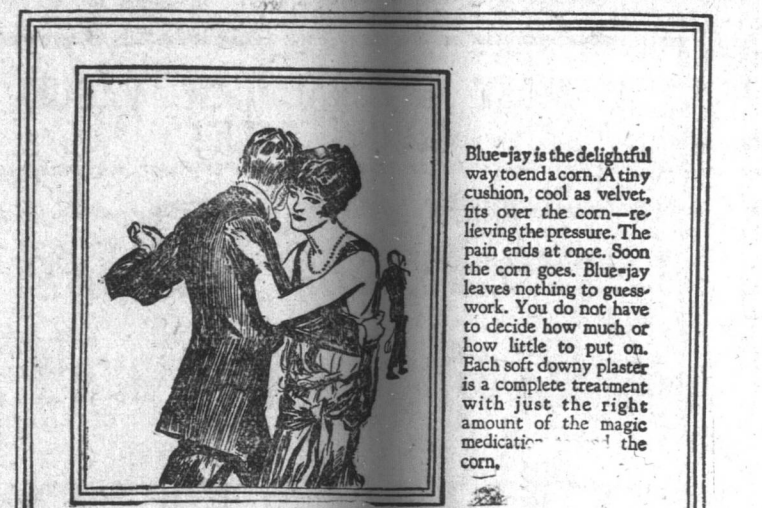 Blue=jay is the delightful
way to end a corn. A tiny
cushion, cool as velvet,
fits over the corn—re-
lieving the pressure. The
pain ends at once. Soon
the corn goes. Blue=jay
leaves nothing to guess-
work. You do not have
to decide how much or
how little to put on.
Each soft downy plaster
is a complete treatment
with just the right
amount of the magic
the
corn.